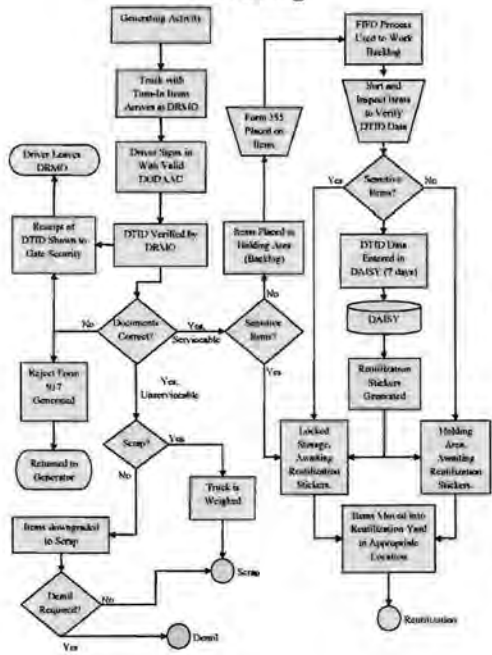 Generating Activity
Truck with
Turn-In Items
Arrives at DRMO
Driver Signs in
With Valid
DODAAC
DTID Verified by
DRMO
Driver Leaves
DRMO
Receipt of
DTID Shown to
Gate Security
Documents
Correct?
No
Yes,
Serviceable
Yes,
Unserviceable
Reject Form
917
Generated
Returned to
Generator
Scrap?
Yes
No
Truck is
Weighed
Items downgraded
to Scrap
Scrap
Demil
Required?
No
Yes
Demil
Sensitive
Items?
No
Yes
Items Placed in
Holding Area
(Backlog)
Form 355
Placed on
Items
FIFO Process
Used to Work
Backlog
Sort and
Inspect Items
to Verify
DTID Data
Sensitive
Items?
Yes
No
DTID Data
Entered in
DAISY (7 days)
DAISY
Reutilization
Stickers
Generated
Locked
Storage,
Awaiting
Reutilization
Stickers.
Holding
Area,
Awaiting
Reutilization
Stickers.
Items Moved into
Reutilization Yard
in Appropriate
Location
Reutilization